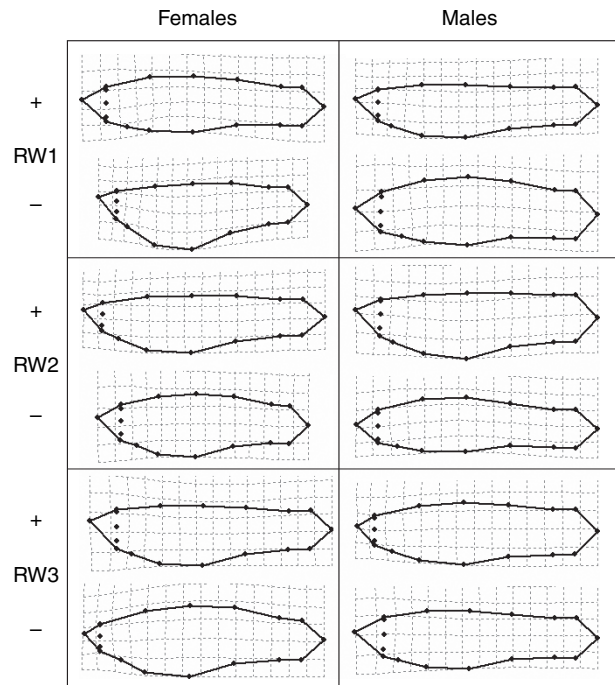 Females Males
+
RW1
–
+
RW2
–
+
RW3
–